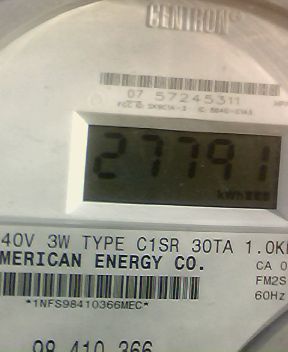 CENTRON®
07 57245311
27791
kWh
40V 3W TYPE C1SR 30TA 1.0K
MERICAN ENERGY CO.
CA 0
FM2S
*1NFS98410366MEC*
60Hz
98 410 366